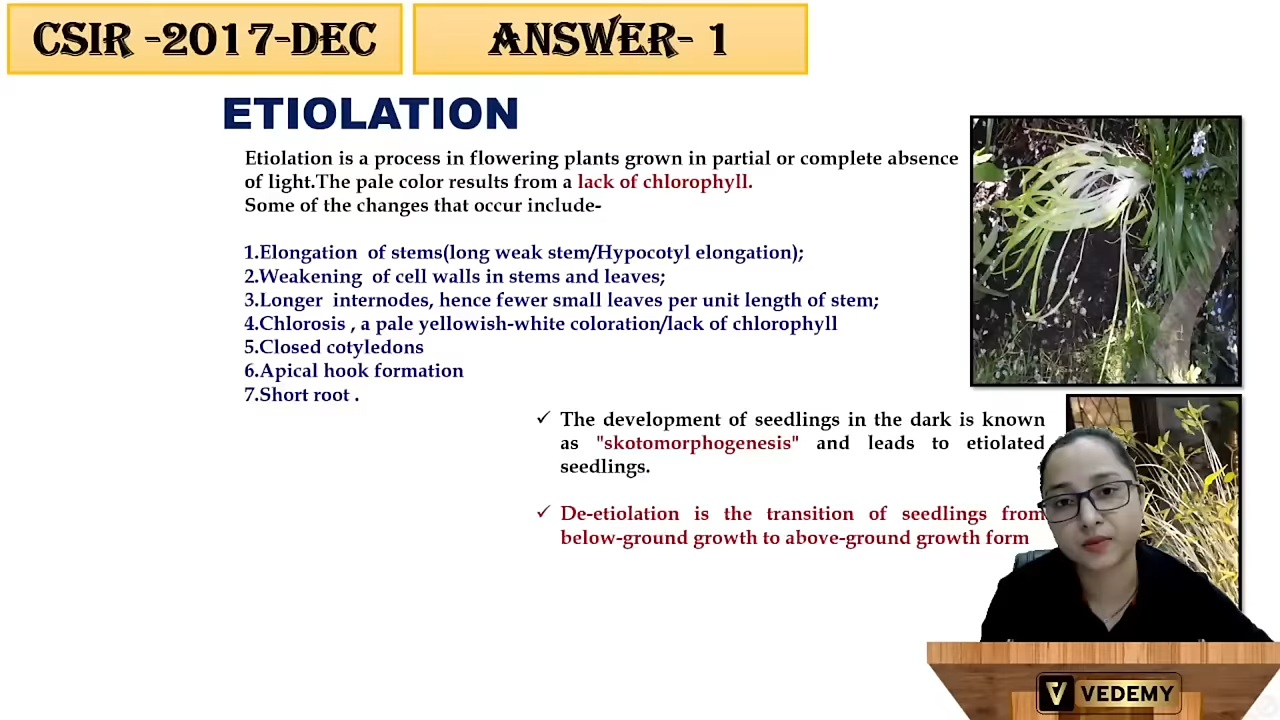 CSIR -2017-DEC
ANSWER- 1
ETIOLATION
Etiolation is a process in flowering plants grown in partial or complete absence
of light.The pale color results from a lack of chlorophyll.
Some of the changes that occur include-
1.Elongation of stems(long weak stem/Hypocotyl elongation);
2.Weakening of cell walls in stems and leaves;
3.Longer internodes, hence fewer small leaves per unit length of stem;
4.Chlorosis , a pale yellowish-white coloration/lack of chlorophyll
5.Closed cotyledons
6.Apical hook formation
7.Short root .
✓ The development of seedlings in the dark is known
as "skotomorphogenesis" and leads to etiolated
seedlings.
✓ De-etiolation is the transition of seedlings from
below-ground growth to above-ground growth form
V VEDEMY